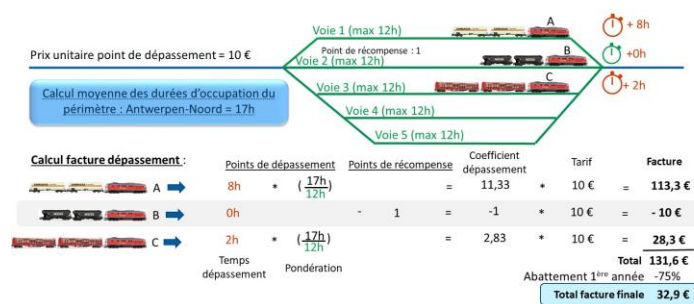 Voie 1 (max 12h)
A
+ 8h
Prix unitaire point de dépassement = 10 €
Point de récompense : 1
B
+0h
Voie 2 (max 12h)
C
Voie 3 (max 12h)
+ 2h
Calcul moyenne des durées d'occupation du
périmètre : Antwerpen-Noord = 17h
Voie 4 (max 12h)
Voie 5 (max 12h)
Calcul facture dépassement :
Points de dépassement
Points de récompense
Coefficient
dépassement
Tarif
Facture
A 8h * (17h/12h) = 11,33 * 10 € = 113,3 €
B 0h - 1 = -1 * 10 € = - 10 €
C 2h * (17h/12h) = 2,83 * 10 € = 28,3 €
Temps
dépassement
Pondération
Total 131,6 €
Abattement 1ère année -75%
Total facture finale 32,9 €